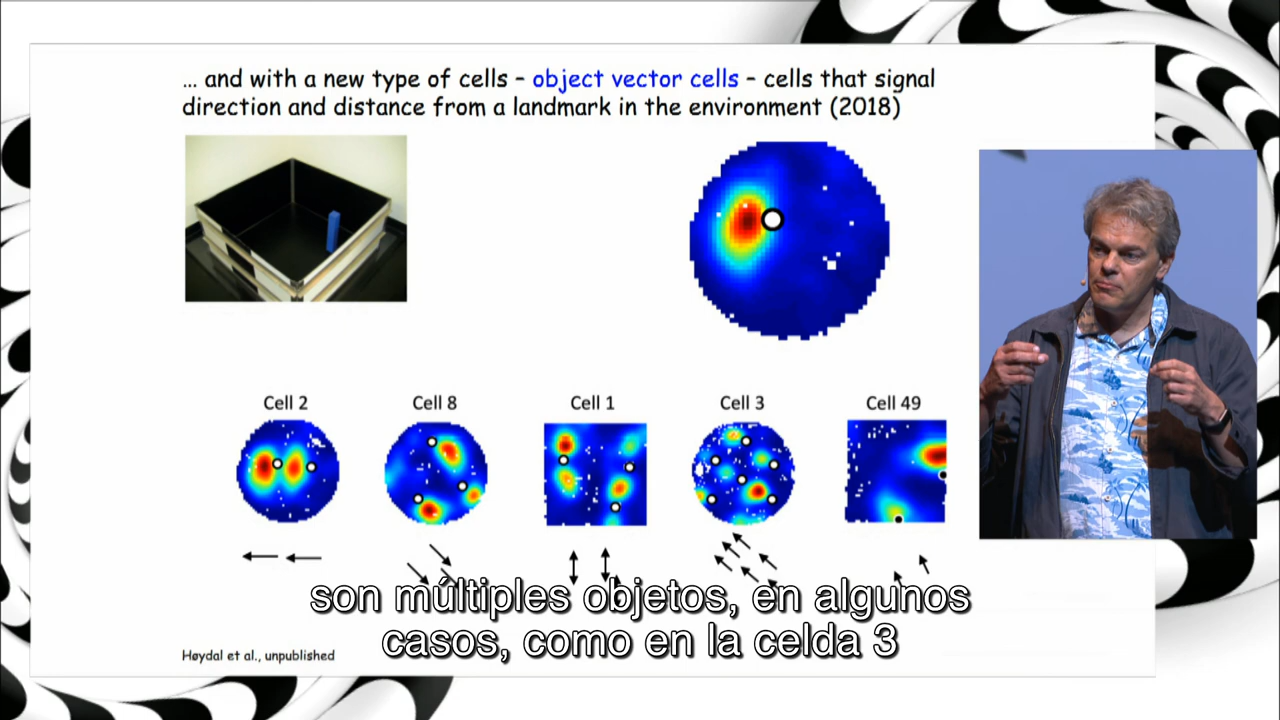 ... and with a new type of cells – object vector cells – cells that signal
direction and distance from a landmark in the environment (2018)
Cell 2
Cell 8
Cell 1
Cell 3
Cell 49
son múltiples objetos, en algunos
casos, como en la celda 3
Høydal et al., unpublished